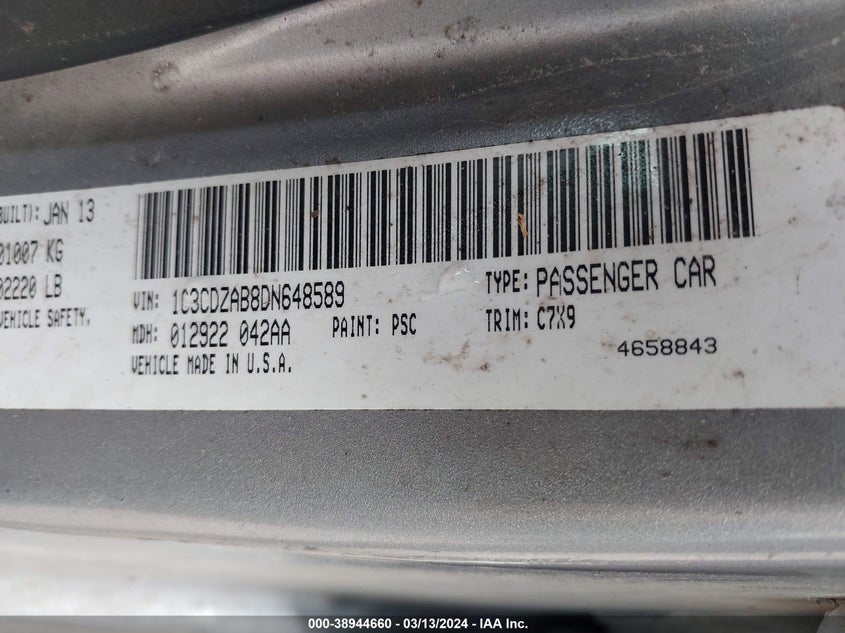 BUILT): JAN 13
01007 KG
02220 LB
VEHICLE SAFETY.
VIN: 1C3CDZAB8DN648589
TYPE: PASSENGER CAR
MDH: 012922 042AA
PAINT: PSC
TRIM: C7X9
VEHICLE MADE IN U.S.A.
4658843
000-38944660 / 03/13/2024 - IAA Inc.